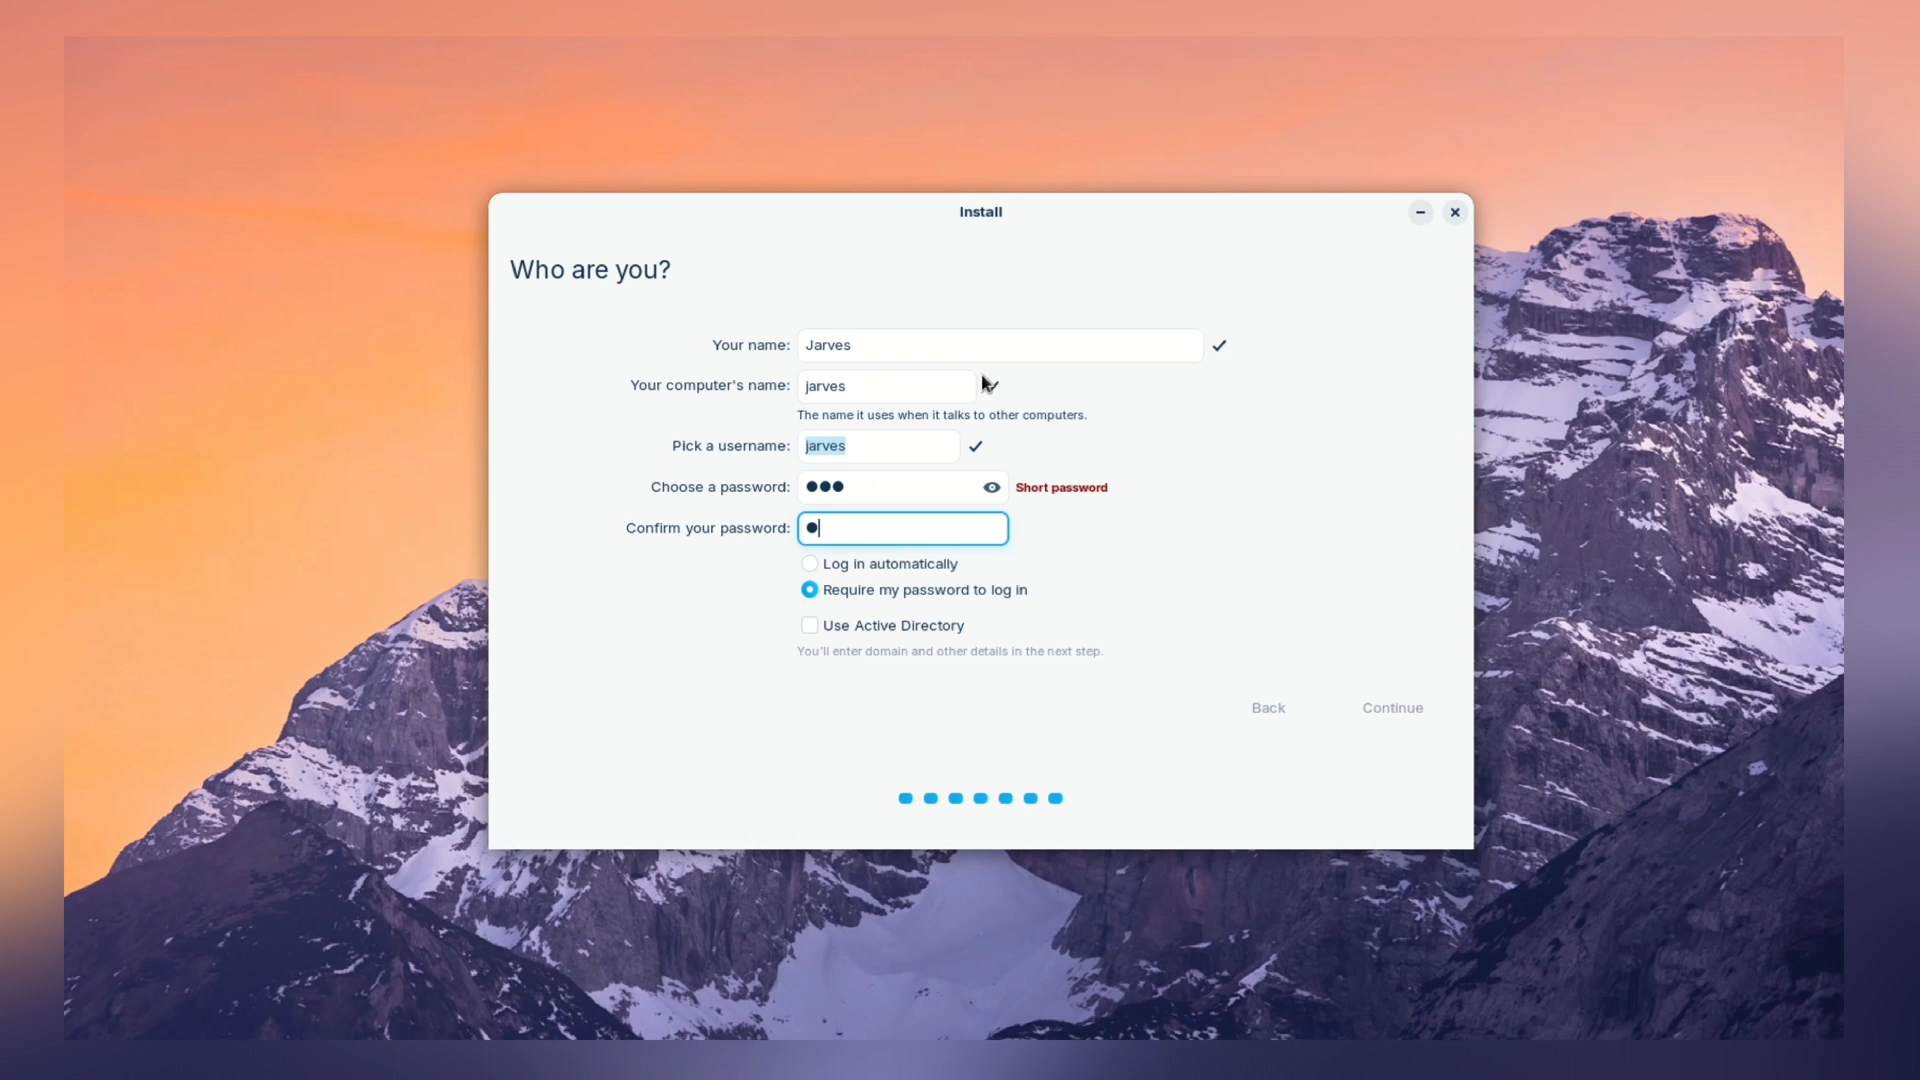 Install
Who are you?
Your name: Jarves
Your computer's name: jarves
The name it uses when it talks to other computers.
Pick a username: jarves
Choose a password: ●●● Short password
Confirm your password: ●
Log in automatically
Require my password to log in
Use Active Directory
You'll enter domain and other details in the next step.
Back Continue